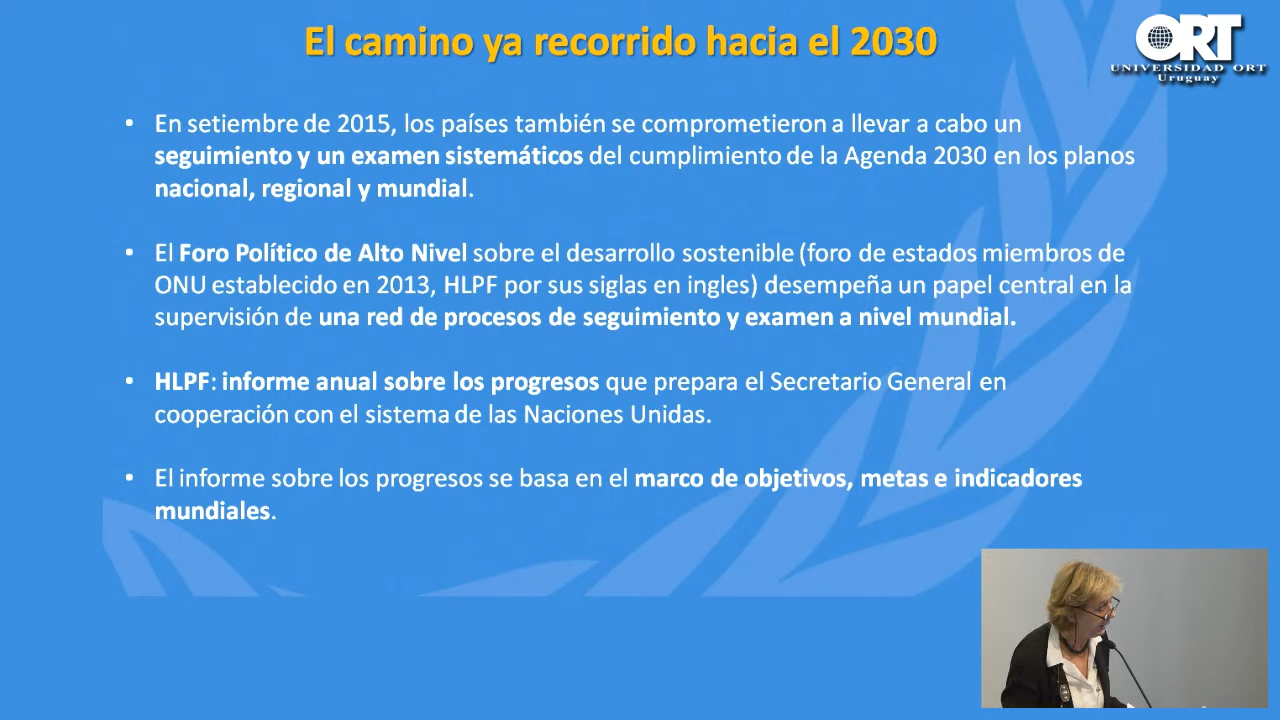 El camino ya recorrido hacia el 2030
ORT
UNIVERSIDAD ORT
Uruguay
• En setiembre de 2015, los países también se comprometieron a llevar a cabo un
seguimiento y un examen sistemáticos del cumplimiento de la Agenda 2030 en los planos
nacional, regional y mundial.
• El Foro Político de Alto Nivel sobre el desarrollo sostenible (foro de estados miembros de
ONU establecido en 2013, HLPF por sus siglas en ingles) desempeña un papel central en la
supervisión de una red de procesos de seguimiento y examen a nivel mundial.
• HLPF: informe anual sobre los progresos que prepara el Secretario General en
cooperación con el sistema de las Naciones Unidas.
• El informe sobre los progresos se basa en el marco de objetivos, metas e indicadores
mundiales.